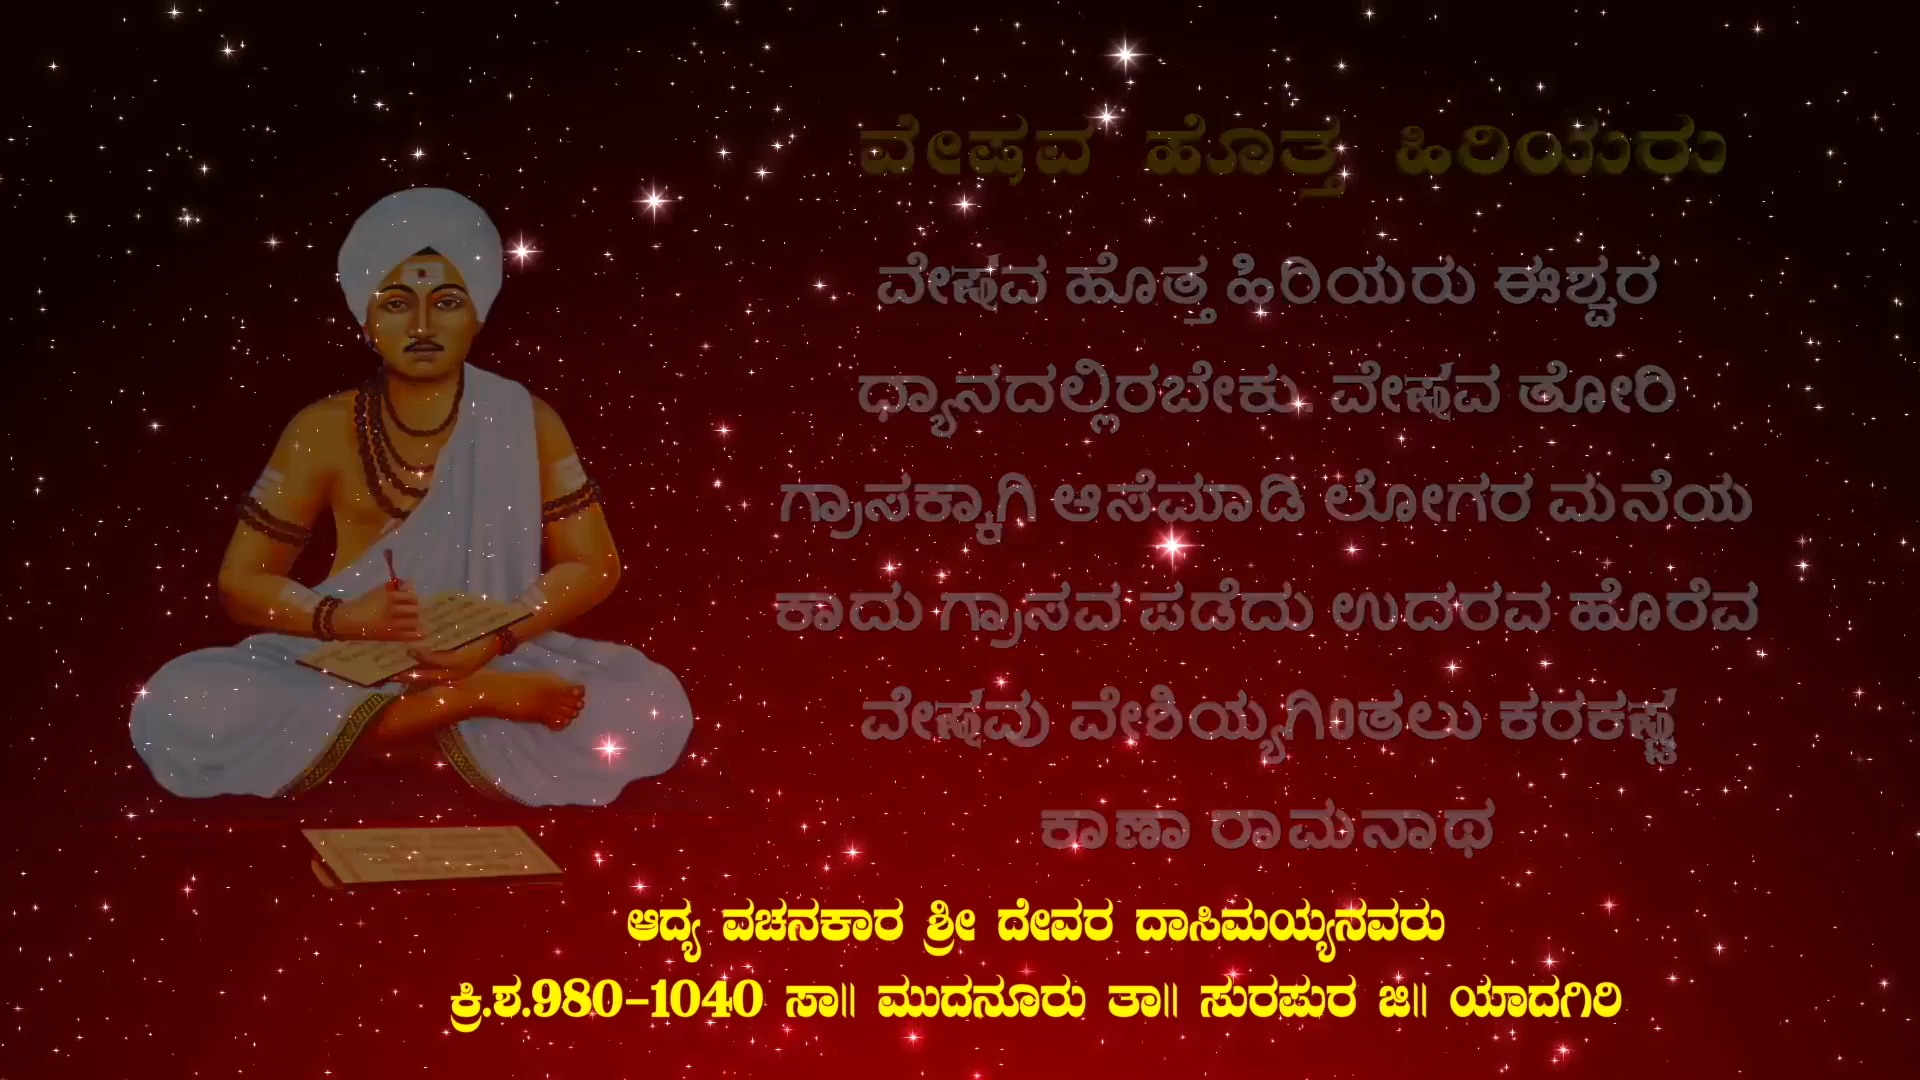 ವೇಷವ ಹೊತ್ತ ಹಿರಿಯರು
ವೇಷವ ಹೊತ್ತ ಹಿರಿಯರು ಈಶ್ವರ
ಧ್ಯಾನದಲ್ಲಿರಬೇಕು. ವೇಷವ ತೋರಿ
ಗ್ರಾಸಕ್ಕಾಗಿ ಆಸೆಮಾಡಿ ಲೋಗರ ಮನೆಯ
ಕಾದು ಗ್ರಾಸವ ಪಡೆದು ಉದರವ ಹೊರೆವ
ವೇಷವು ವೇಶಿಯ್ಯಗಿಂತಲು ಕರಕಷ್ಟ
ಕಾಣಾ ರಾಮನಾಥ
ಆದ್ಯ ವಚನಕಾರ ಶ್ರೀ ದೇವರ ದಾಸಿಮಯ್ಯನವರು
ಕ್ರಿ.ಶ.980-1040 ಸಾ॥ ಮುದನೂರು ತಾ॥ ಸುರಪುರ ಜಿ॥ ಯಾದಗಿರಿ